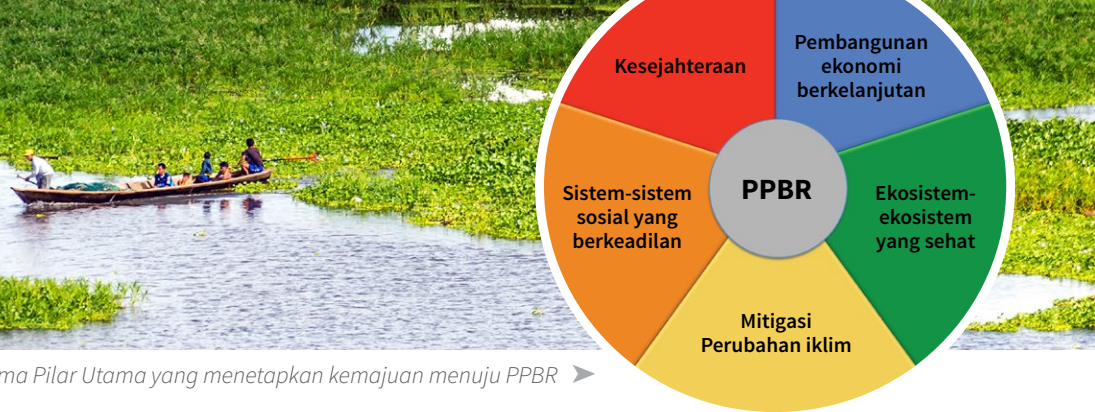 Kesejahteraan
Pembangunan
ekonomi
berkelanjutan
Sistem-sistem
sosial yang
berkeadilan
PPBR
Ekosistem-
ekosistem
yang sehat
Mitigasi
Perubahan iklim
Pilar Utama yang menetapkan kemajuan menuju PPBR